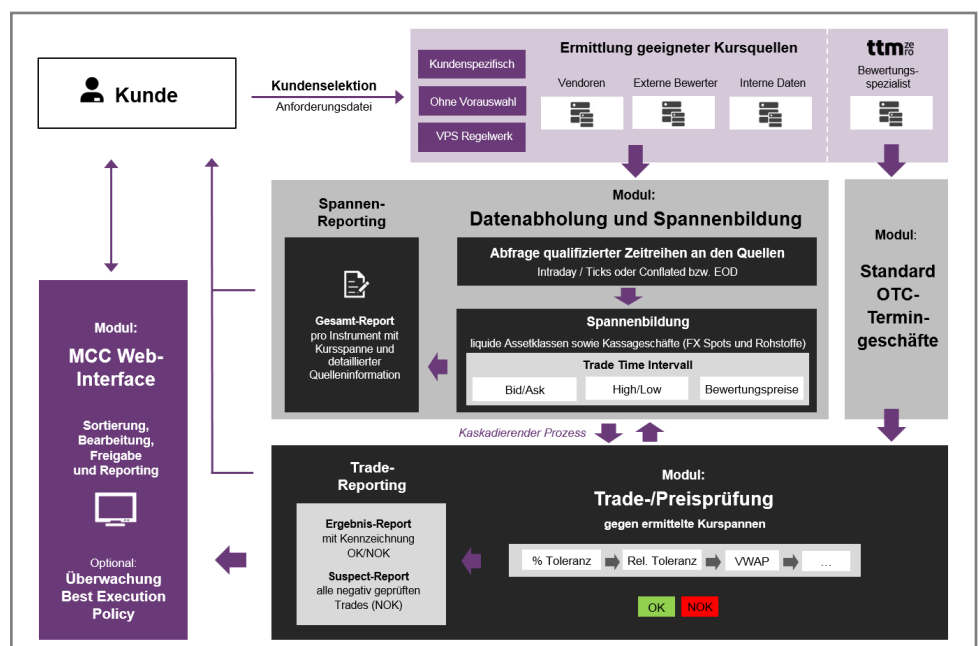 Kunde
Kundenselektion
Anforderungsdatei
Kundenspezifisch
Ohne Vorauswahl
VPS Regelwerk
Ermittlung geeigneter Kursquellen
Vendoren
Externe Bewerter
Interne Daten
ttmzero
Bewertungs-
spezialist
Spannen-
Reporting
Gesamt-Report
pro Instrument mit
Kursspanne und
detaillierter
Quelleninformation
Modul:
Datenabholung und Spannenbildung
Abfrage qualifizierter Zeitreihen an den Quellen
Intraday / Ticks oder Conflated bzw. EOD
Spannenbildung
liquide Assetklassen sowie Kassageschäfte (FX Spots und Rohstoffe)
Trade Time Intervall
Bid/Ask
High/Low
Bewertungspreise
Modul:
Standard
OTC-
Termin-
geschäfte
Kaskadierender Prozess
Modul:
MCC Web-
Interface
Sortierung,
Bearbeitung,
Freigabe
und Reporting
Optional:
Überwachung
Best Execution
Policy
Trade-
Reporting
Ergebnis-Report
mit Kennzeichnung
OK/NOK
Suspect-Report
alle negativ geprüften
Trades (NOK)
Modul:
Trade-/Preisprüfung
gegen ermittelte Kurspannen
% Toleranz
Rel. Toleranz
VWAP
...
OK
NOK